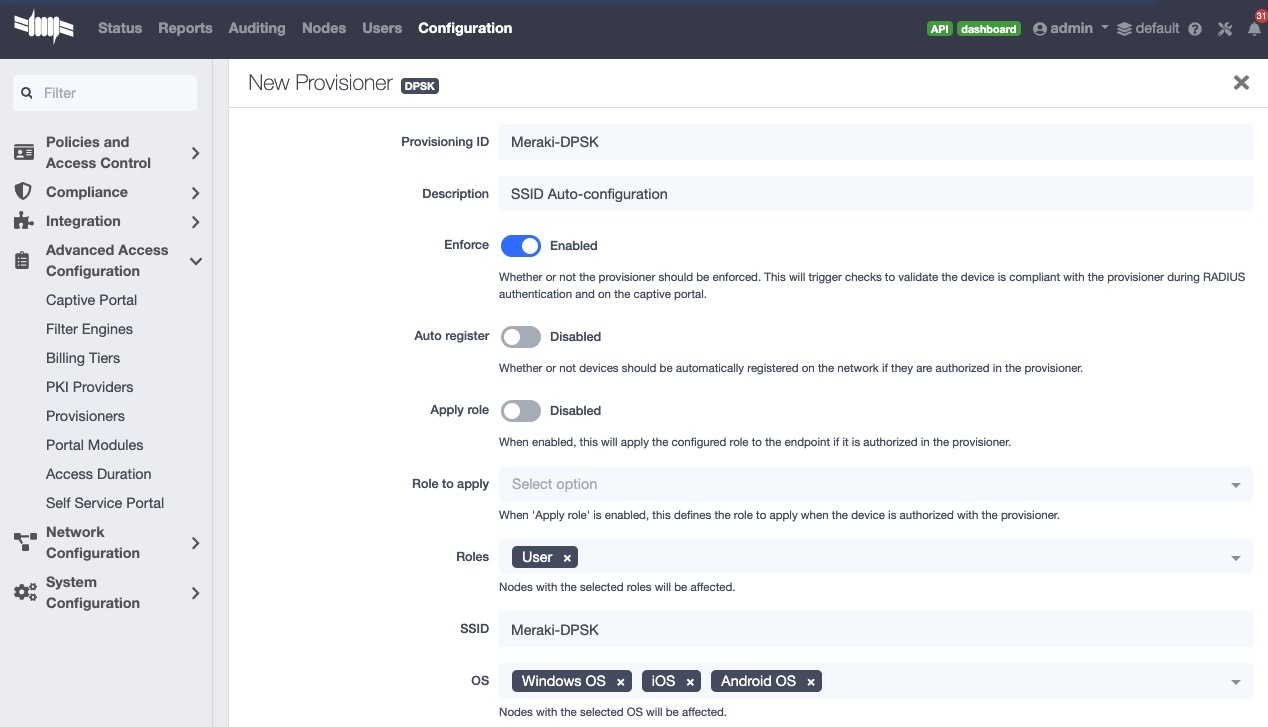 Status Reports Auditing Nodes Users Configuration
API dashboard admin default 31
Filter
Policies and
Access Control
Compliance
Integration
Advanced Access
Configuration
Captive Portal
Filter Engines
Billing Tiers
PKI Providers
Provisioners
Portal Modules
Access Duration
Self Service Portal
Network
Configuration
System
Configuration
New Provisioner DPSK
Provisioning ID Meraki-DPSK
Description SSID Auto-configuration
Enforce Enabled
Whether or not the provisioner should be enforced. This will trigger checks to validate the device is compliant with the provisioner during RADIUS
authentication and on the captive portal.
Auto register Disabled
Whether or not devices should be automatically registered on the network if they are authorized in the provisioner.
Apply role Disabled
When enabled, this will apply the configured role to the endpoint if it is authorized in the provisioner.
Role to apply Select option
When 'Apply role' is enabled, this defines the role to apply when the device is authorized with the provisioner.
Roles User ×
Nodes with the selected roles will be affected.
SSID Meraki-DPSK
OS Windows OS × iOS × Android OS ×
Nodes with the selected OS will be affected.